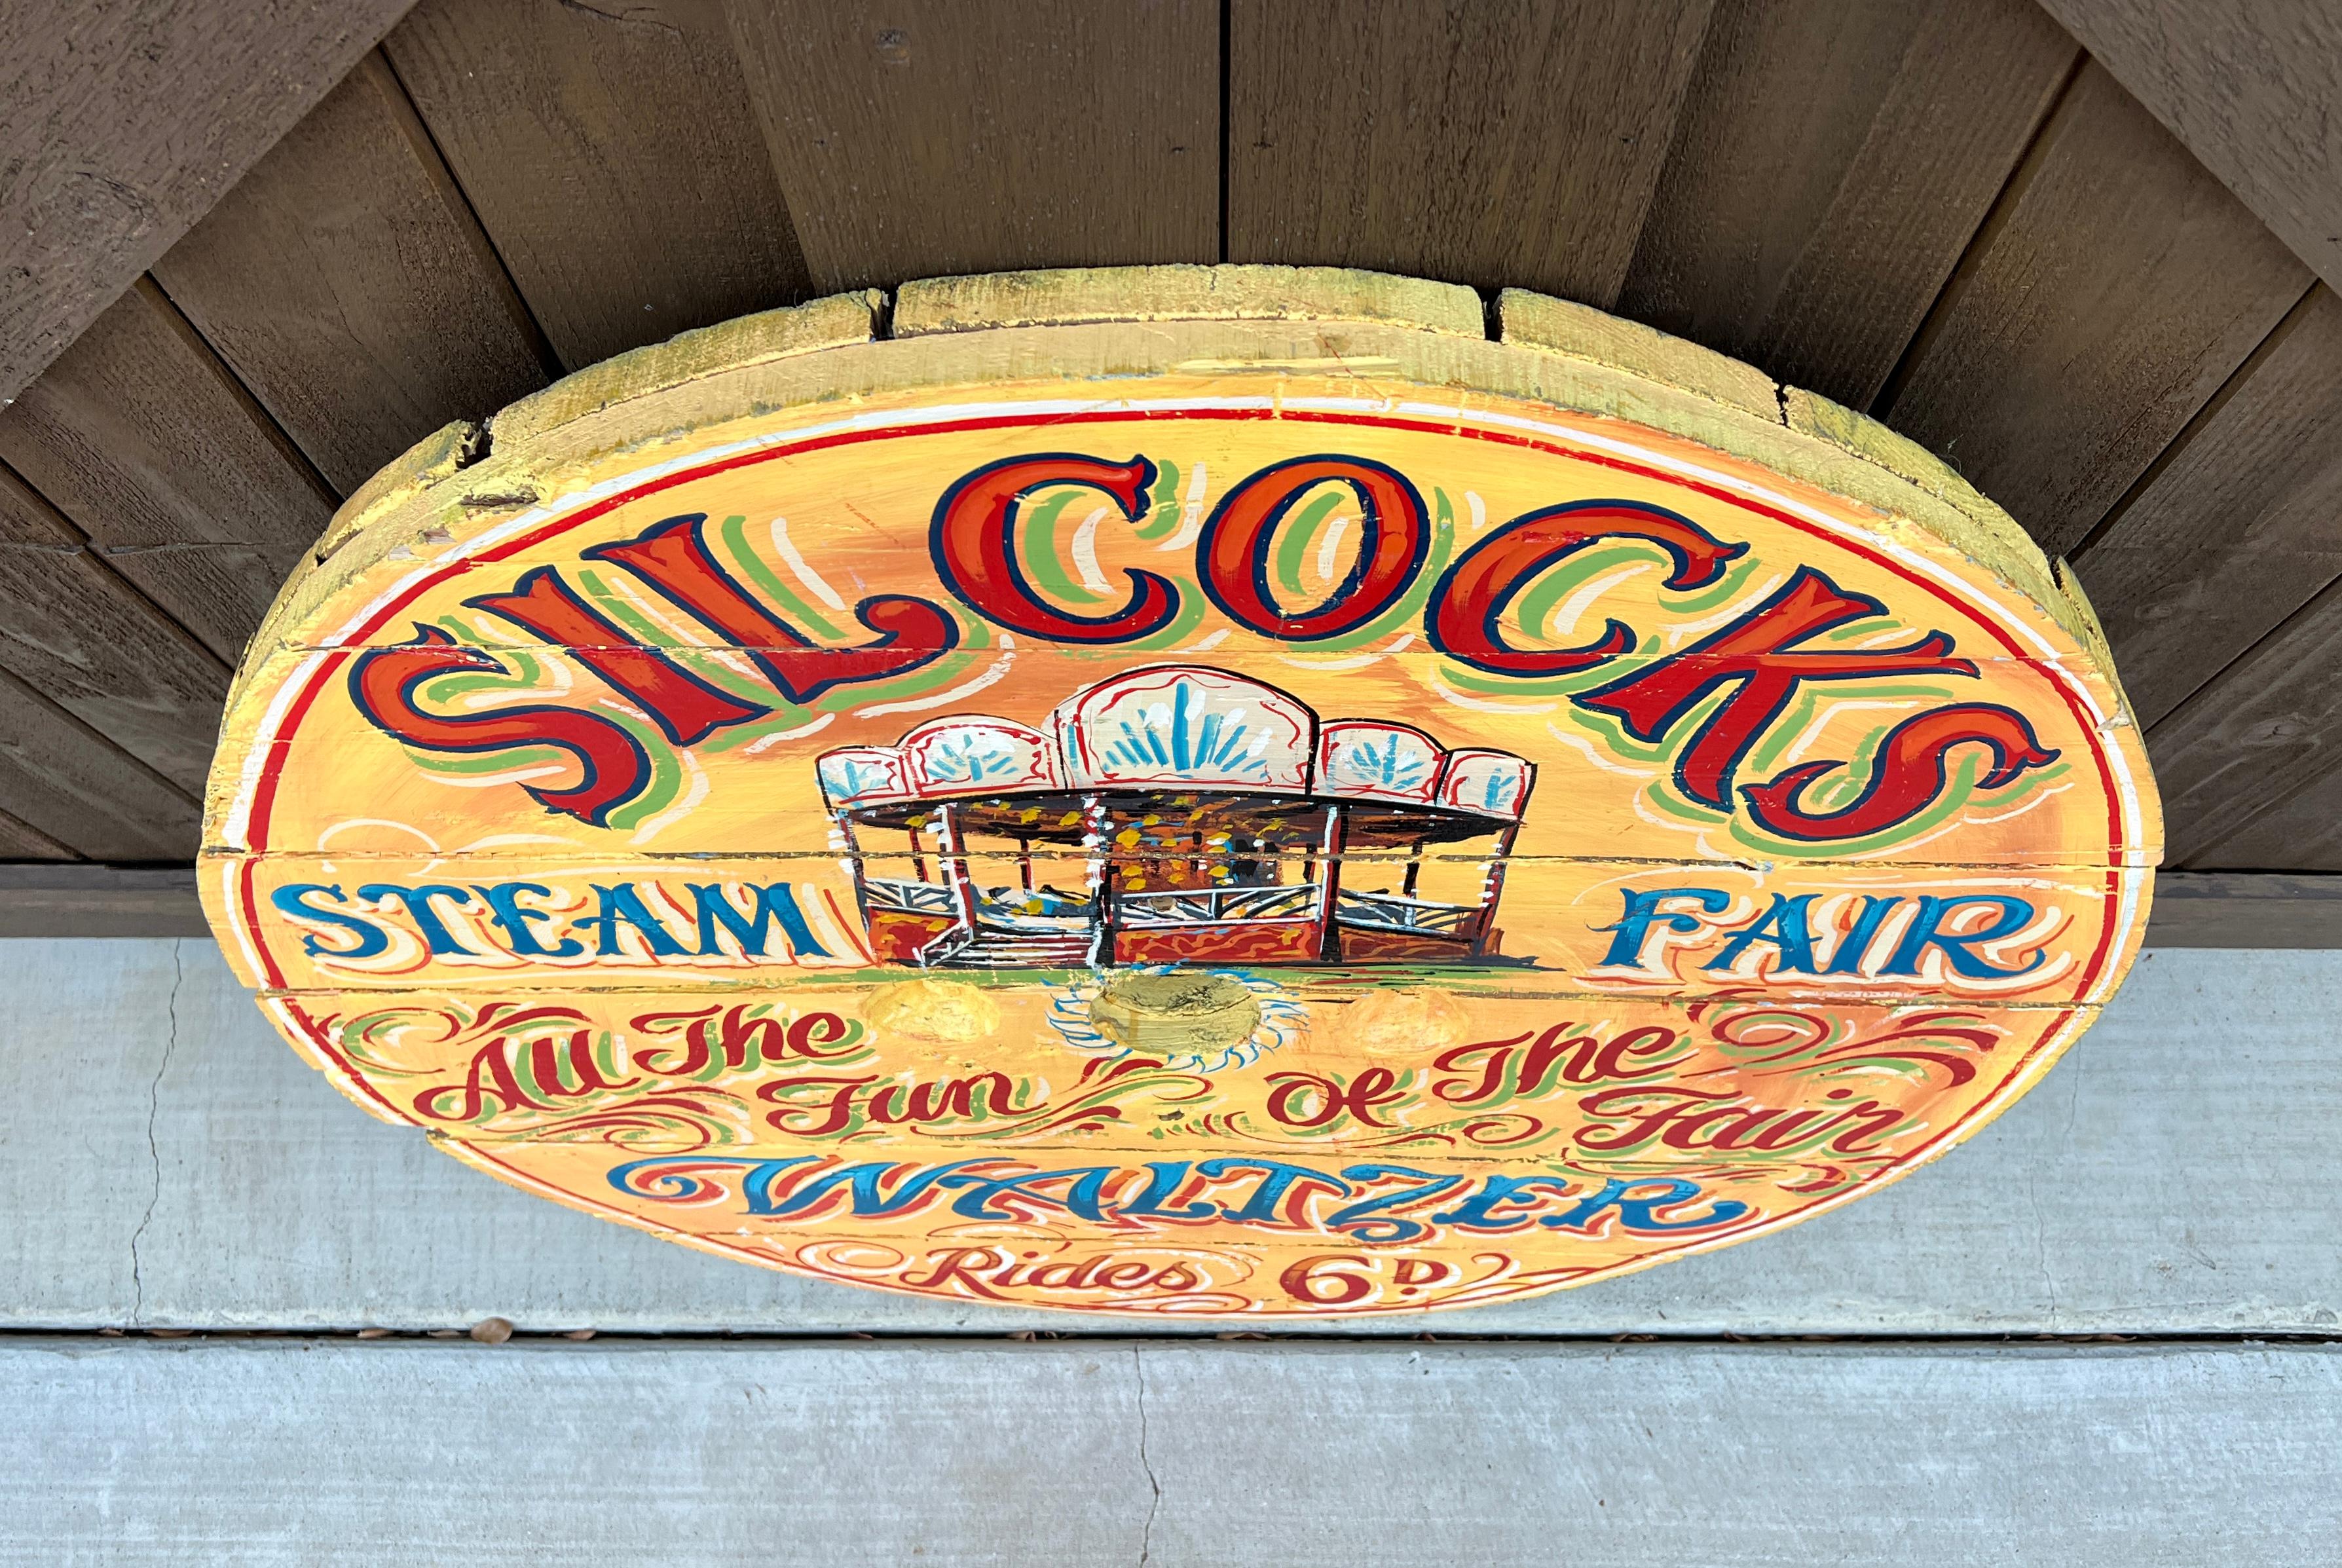 SILCOCKS
STEAM FAIR
All The Fun Of The Fair
WALTZER
Rides 6D